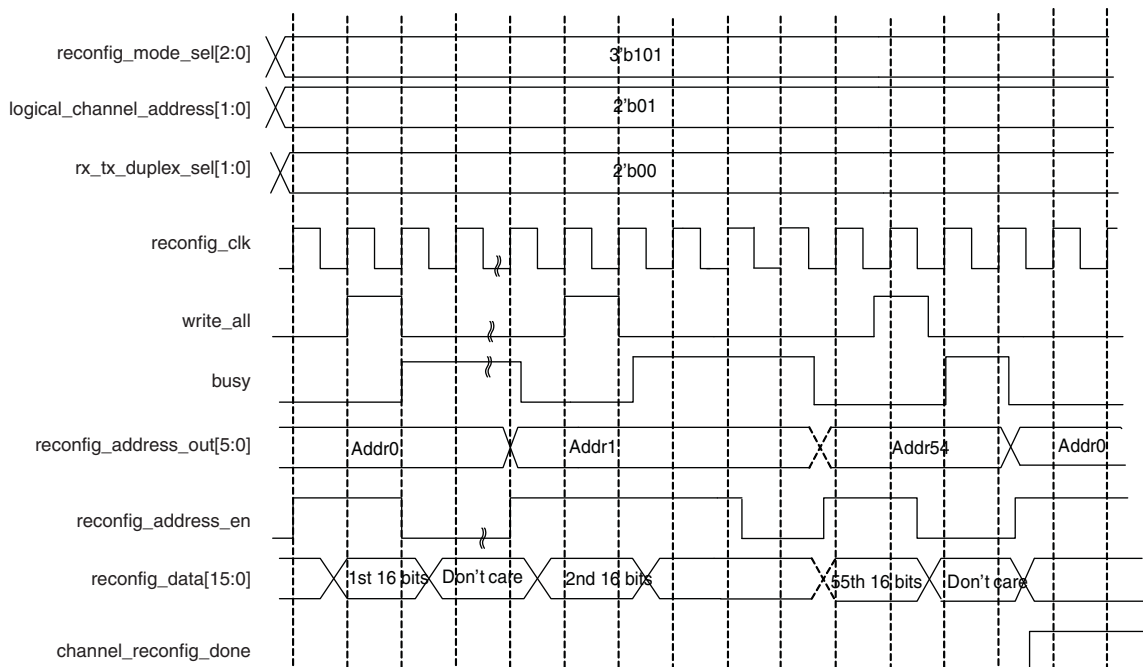 reconfig_mode_sel[2:0] 3'b101
logical_channel_address[1:0] 2'b01
rx_tx_duplex_sel[1:0] 2'b00
reconfig_clk
write_all
busy
reconfig_address_out[5:0] Addr0 Addr1 Addr54 Addr0
reconfig_address_en
reconfig_data[15:0] 1st 16 bits Don't care 2nd 16 bits 55th 16 bits Don't care
channel_reconfig_done